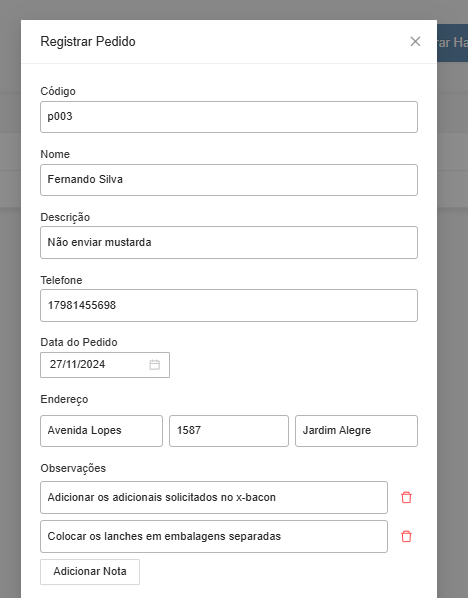 Registrar Pedido
rar Ha
Código
p003
Nome
Fernando Silva
Descrição
Não enviar mustarda
Telefone
17981455698
Data do Pedido
27/11/2024
Endereço
Avenida Lopes 1587 Jardim Alegre
Observações
Adicionar os adicionais solicitados no x-bacon
Colocar os lanches em embalagens separadas
Adicionar Nota